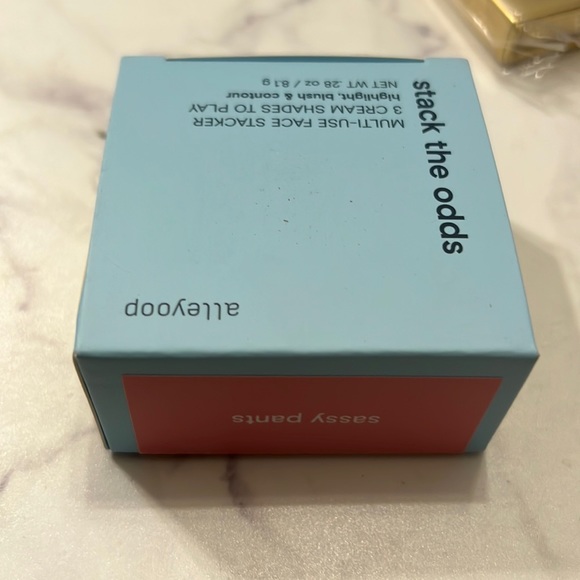 alleyoop
stack the odds
MULTI-USE FACE STACKER
3 CREAM SHADES TO PLAY
highlight, blush & contour
NET WT .28 oz / 8.1 g
sassy pants